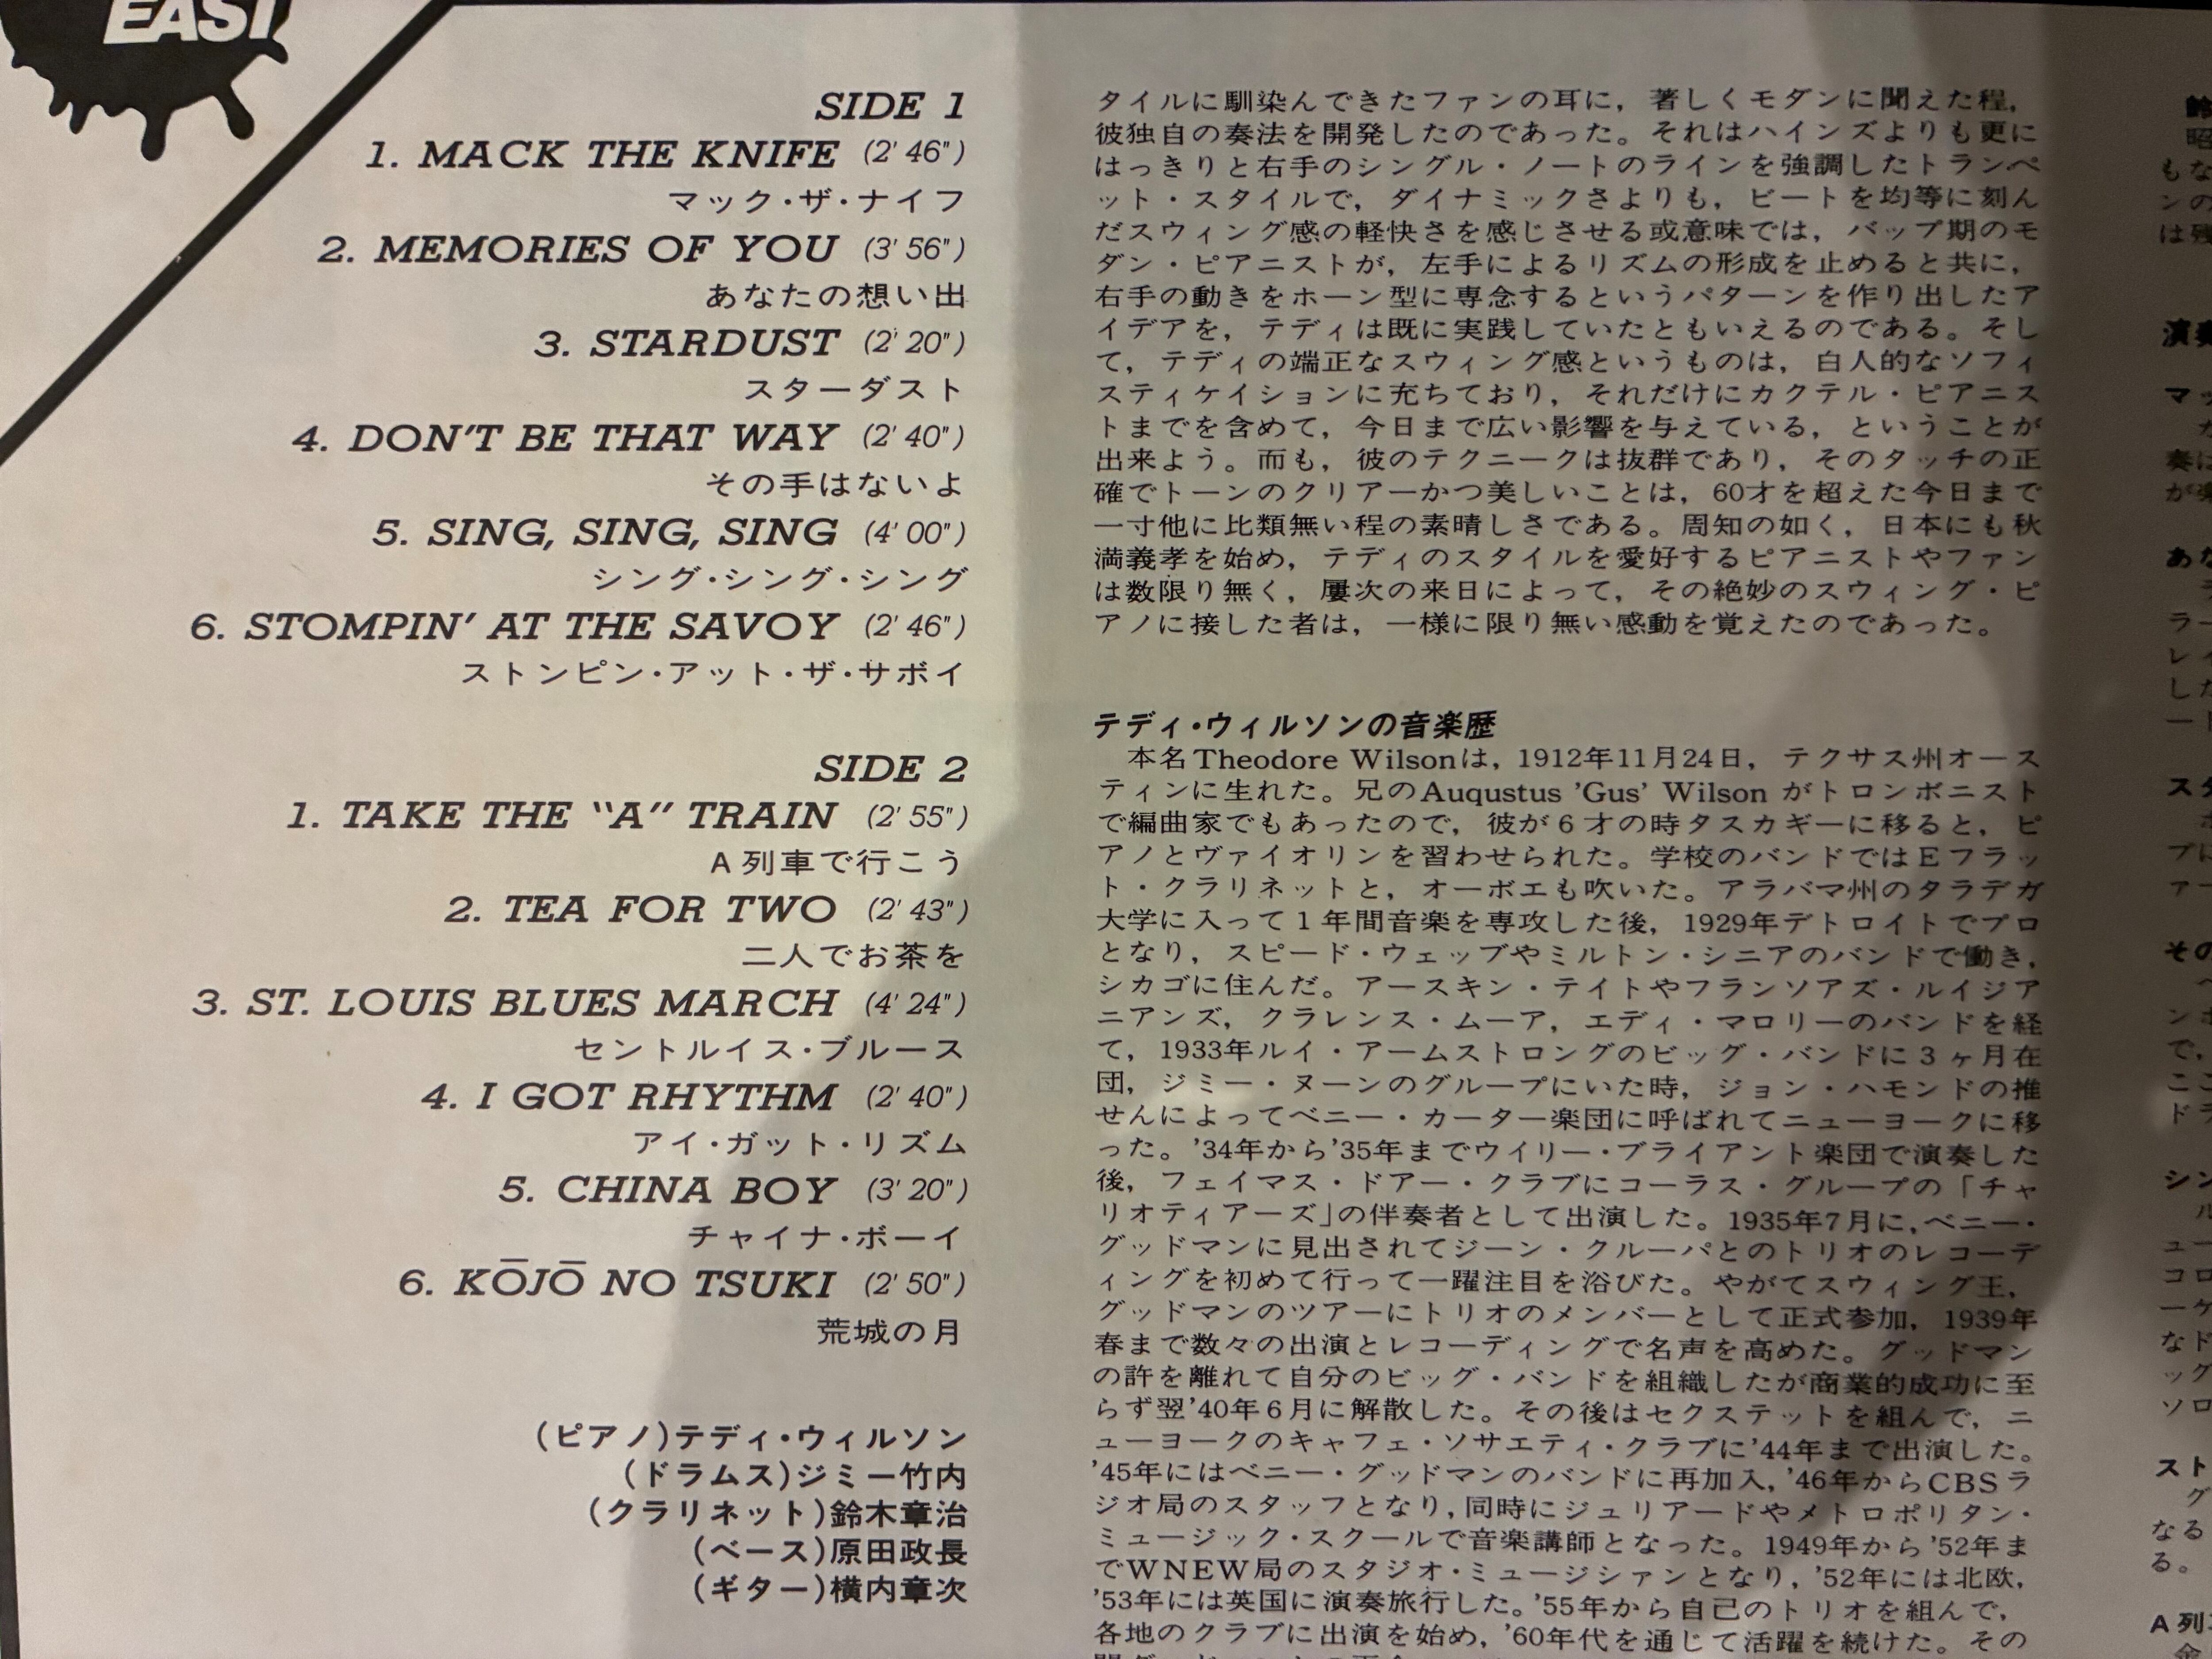 EAST
SIDE 1
1. MACK THE KNIFE (2' 46")
マック・ザ・ナイフ
2. MEMORIES OF YOU (3' 56")
あなたの想い出
3. STARDUST (2' 20")
スターダスト
4. DON'T BE THAT WAY (2' 40")
その手はないよ
5. SING, SING, SING (4' 00")
シング・シング・シング
6. STOMPIN' AT THE SAVOY (2' 46")
ストンピン・アット・ザ・サボイ
SIDE 2
1. TAKE THE "A" TRAIN (2' 55")
A列車で行こう
2. TEA FOR TWO (2' 43")
二人でお茶を
3. ST. LOUIS BLUES MARCH (4' 24")
セントルイス・ブルース
4. I GOT RHYTHM (2' 40")
アイ・ガット・リズム
5. CHINA BOY (3' 20")
チャイナ・ボーイ
6. KŌJŌ NO TSUKI (2' 50")
荒城の月
(ピアノ)テディ・ウィルソン
(ドラムス)ジミー竹内
(クラリネット)鈴木章治
(ベース)原田政長
(ギター)横内章次
タイルに馴染んできたファンの耳に，著しくモダンに聞えた程，
彼独自の奏法を開発したのであった。それはハインズよりも更に
はっきりと右手のシングル・ノートのラインを強調したトランペ
ット・スタイルで，ダイナミックさよりも，ビートを均等に刻ん
だスウィング感の軽快さを感じさせる或意味では，バップ期のモ
ダン・ピアニストが，左手によるリズムの形成を止めると共に，
右手の動きをホーン型に専念するというパターンを作り出したア
イデアを，テディは既に実践していたともいえるのである。そし
て，テディの端正なスウィング感というものは，白人的なソフィ
スティケイションに充ちており，それだけにカクテル・ピアニス
トまでを含めて，今日まで広い影響を与えている，ということが
出来よう。而も，彼のテクニークは抜群であり，そのタッチの正
確でトーンのクリアーかつ美しいことは，60才を超えた今日まで
一寸他に比類無い程の素晴しさである。周知の如く，日本にも秋
満義孝を始め，テディのスタイルを愛好するピアニストやファン
は数限り無く，屢次の来日によって，その絶妙のスウィング・ピ
アノに接した者は，一様に限り無い感動を覚えたのであった。
テディ・ウィルソンの音楽歴
本名Theodore Wilsonは，1912年11月24日，テクサス州オース
ティンに生れた。兄のAuqustus 'Gus' Wilson がトロンボニスト
で編曲家でもあったので，彼が6才の時タスカギーに移ると，ピ
アノとヴァイオリンを習わせられた。学校のバンドではEフラッ
ト・クラリネットと，オーボエも吹いた。アラバマ州のタラデガ
大学に入って1年間音楽を専攻した後，1929年デトロイトでプロ
となり，スピード・ウェッブやミルトン・シニアのバンドで働き，
シカゴに住んだ。アースキン・テイトやフランソアズ・ルイジア
ニアンズ，クラレンス・ムーア，エディ・マロリーのバンドを経
て，1933年ルイ・アームストロングのビッグ・バンドに3ヶ月在
団，ジミー・ヌーンのグループにいた時，ジョン・ハモンドの推
せんによってベニー・カーター楽団に呼ばれてニューヨークに移
った。'34年から'35年までウイリー・ブライアント楽団で演奏した
後，フェイマス・ドアー・クラブにコーラス・グループの「チャ
リオティアーズ」の伴奏者として出演した。1935年7月に，ベニー・
グッドマンに見出されてジーン・クルーパとのトリオのレコーデ
ィングを初めて行って一躍注目を浴びた。やがてスウィング王，
グッドマンのツアーにトリオのメンバーとして正式参加，1939年
春まで数々の出演とレコーディングで名声を高めた。グッドマン
の許を離れて自分のビッグ・バンドを組織したが商業的成功に至
らず翌'40年6月に解散した。その後はセクステットを組んで，ニ
ューヨークのキャフェ・ソサエティ・クラブに'44年まで出演した。
'45年にはベニー・グッドマンのバンドに再加入，'46年からCBSラ
ジオ局のスタッフとなり，同時にジュリアードやメトロポリタン・
ミュージック・スクールで音楽講師となった。1949年から'52年ま
でWNEW局のスタジオ・ミュージシァンとなり，'52年には北欧，
'53年には英国に演奏旅行した。'55年から自己のトリオを組んで，
各地のクラブに出演を始め，'60年代を通じて活躍を続けた。その